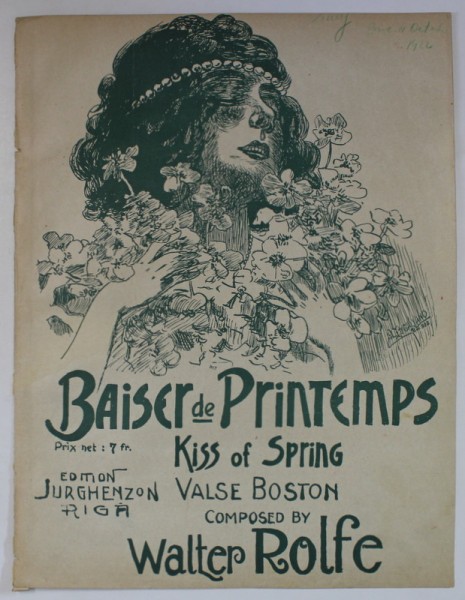 BAISER de PRINTEMPS
Prix net : 7 fr.
Kiss of Spring
EDMON
JURGHENZON
RIGA
VALSE BOSTON
COMPOSED BY
Walter Rolfe